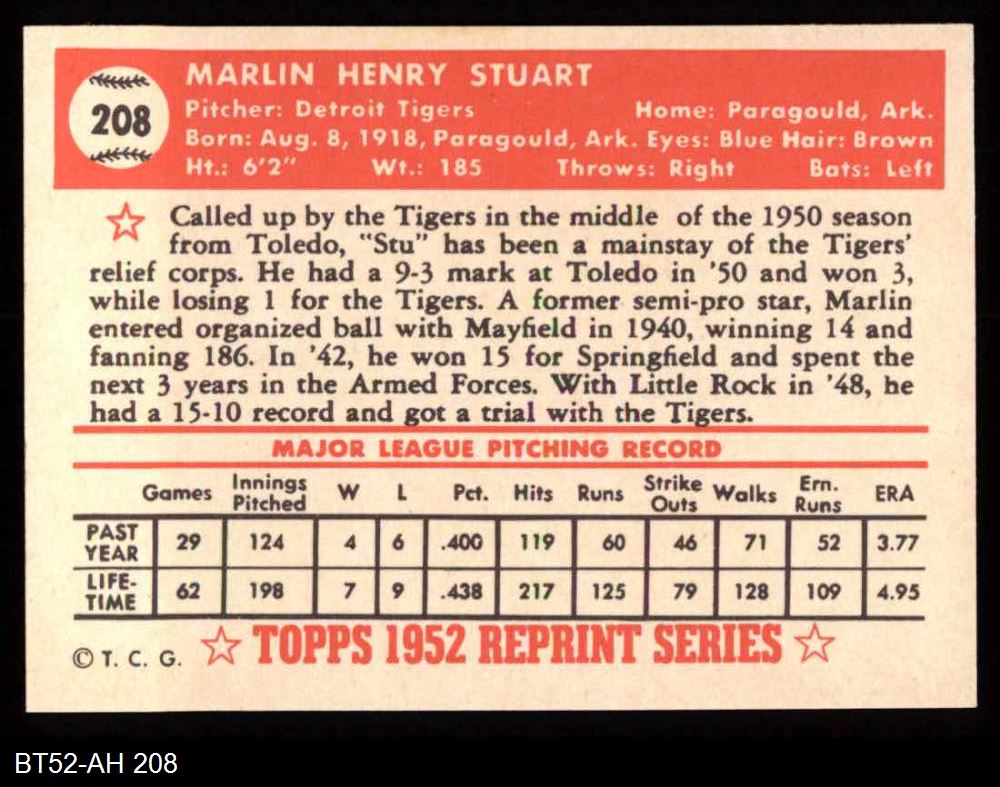 208
MARLIN HENRY STUART
Pitcher: Detroit Tigers Home: Paragould, Ark.
Born: Aug. 8, 1918, Paragould, Ark. Eyes: Blue Hair: Brown
Ht.: 6'2" Wt.: 185 Throws: Right Bats: Left
Called up by the Tigers in the middle of the 1950 season
from Toledo, "Stu" has been a mainstay of the Tigers'
relief corps. He had a 9-3 mark at Toledo in '50 and won 3,
while losing 1 for the Tigers. A former semi-pro star, Marlin
entered organized ball with Mayfield in 1940, winning 14 and
fanning 186. In '42, he won 15 for Springfield and spent the
next 3 years in the Armed Forces. With Little Rock in '48, he
had a 15-10 record and got a trial with the Tigers.
MAJOR LEAGUE PITCHING RECORD
Games Innings Pitched W L Pct. Hits Runs Strike Outs Walks Ern. Runs ERA
PAST YEAR 29 124 4 6 .400 119 60 46 71 52 3.77
LIFE-TIME 62 198 7 9 .438 217 125 79 128 109 4.95
© T. C. G. TOPPS 1952 REPRINT SERIES
BT52-AH 208